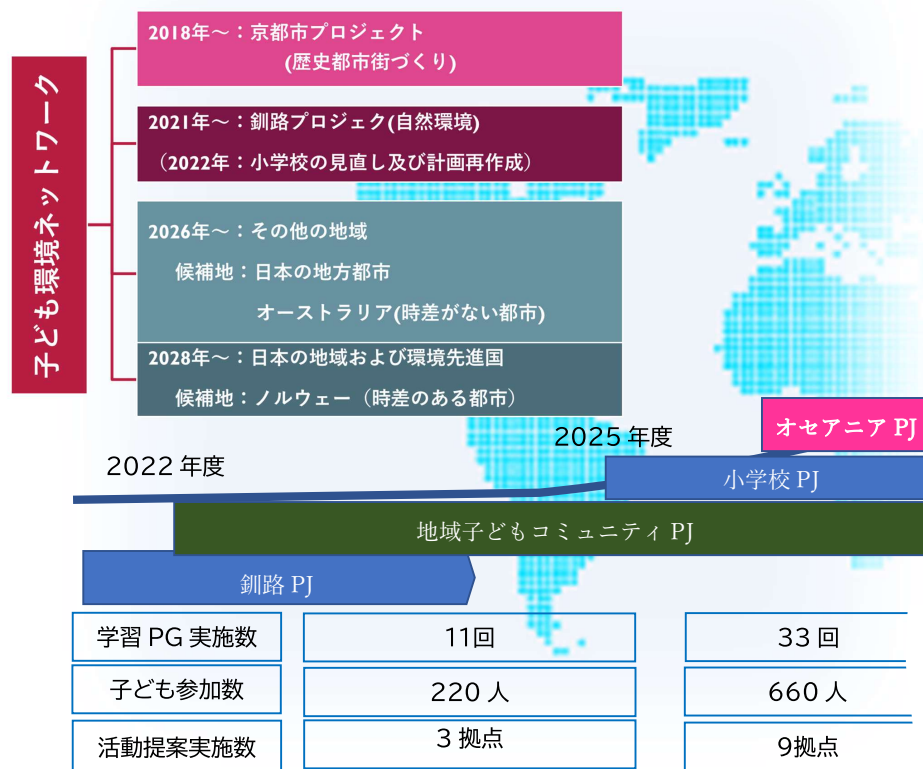 子ども環境ネットワーク
2018年～：京都市プロジェクト
(歴史都市街づくり)
2021年～：釧路プロジェク(自然環境)
（2022年：小学校の見直し及び計画再作成）
2026年～：その他の地域
候補地：日本の地方都市
オーストラリア(時差がない都市)
2028年～：日本の地域および環境先進国
候補地：ノルウェー（時差のある都市）
2022 年度
2025 年度
オセアニア PJ
小学校 PJ
地域子どもコミュニティ PJ
釧路 PJ
学習 PG 実施数
11回
33 回
子ども参加数
220 人
660 人
活動提案実施数
3 拠点
9拠点